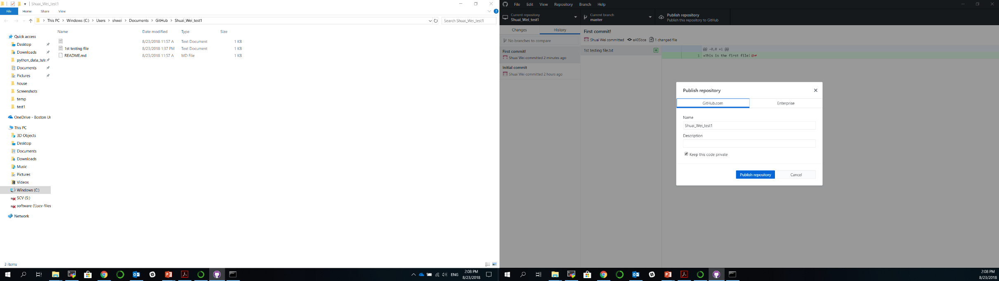 Shuai_Wei_test1
File Home Share View
This PC Windows (C:) Users shwei Documents GitHub Shuai_Wei_test1
Search Shuai_Wei_test1
Name Date modified Type Size
8/23/2018 11:57 A Text Document 1 KB
1st testing file 8/23/2018 1:37 PM Text Document 1 KB
README.md 8/23/2018 11:57 A MD File 1 KB
Quick access
Desktop
Downloads
python_data_tuto
Documents
Pictures
house
Screenshots
temp
test1
OneDrive - Boston Ur
This PC
3D Objects
Desktop
Documents
Downloads
Music
Pictures
Videos
Windows (C:)
SCV (S:)
software (\\scv-files
Network
3 items
ENG
2:08 PM
8/23/2018
File Edit View Repository Branch Help
Current repository
Shuai_Wei_test1
Current branch
master
Publish repository
Publish this repository to GitHub
Changes History
No branches to compare
First commit!
Shuai Wei committed 2 minutes ago
Initial commit
Shuai Wei committed 2 hours ago
First commit!
Shuai Wei committed e405bce 1 changed file
1st testing file.txt
@@ -0,0 +1 @@
1 +This is the first file!
Publish repository
GitHub.com Enterprise
Name
Shuai_Wei_test1
Description
Keep this code private
Publish repository Cancel
2:08 PM
8/23/2018